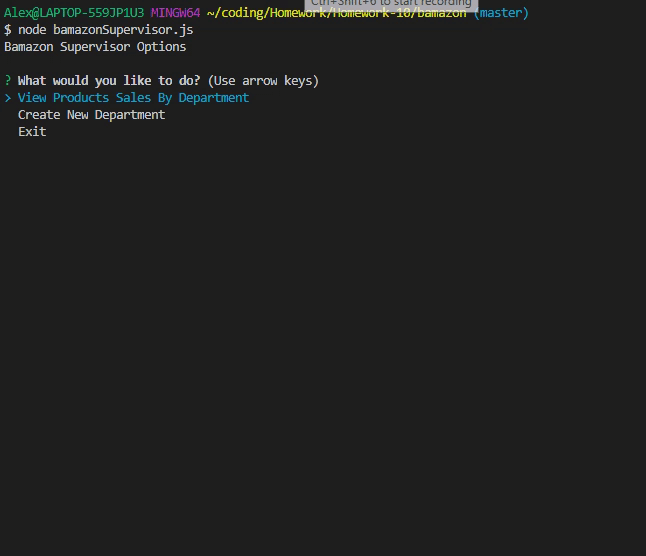 Ctrl+Shift+6 to start recording
Alex@LAPTOP-559JP1U3 MINGW64 ~/coding/Homework/Homework-10/bamazon (master)
$ node bamazonSupervisor.js
Bamazon Supervisor Options
? What would you like to do? (Use arrow keys)
> View Products Sales By Department
Create New Department
Exit